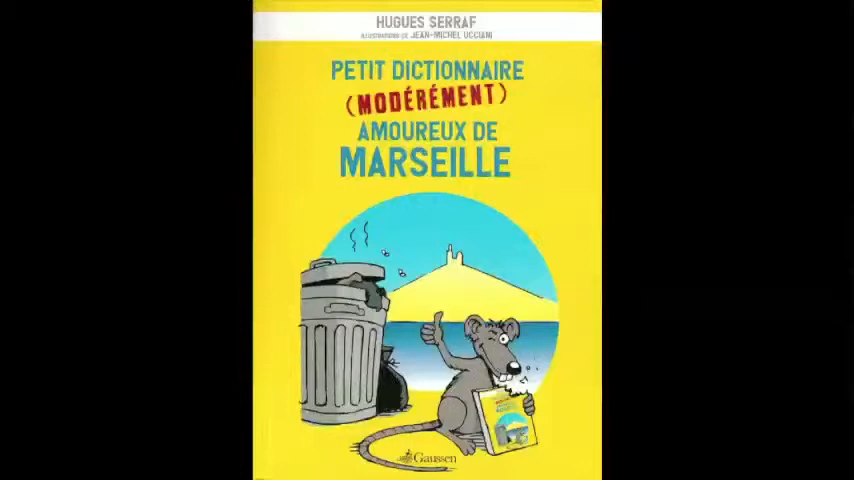 HUGUES SERRAF
ILLUSTRATIONS DE JEAN-MICHEL UCCIANI
PETIT DICTIONNAIRE
(MODÉRÉMENT)
AMOUREUX DE
MARSEILLE
Gaussen